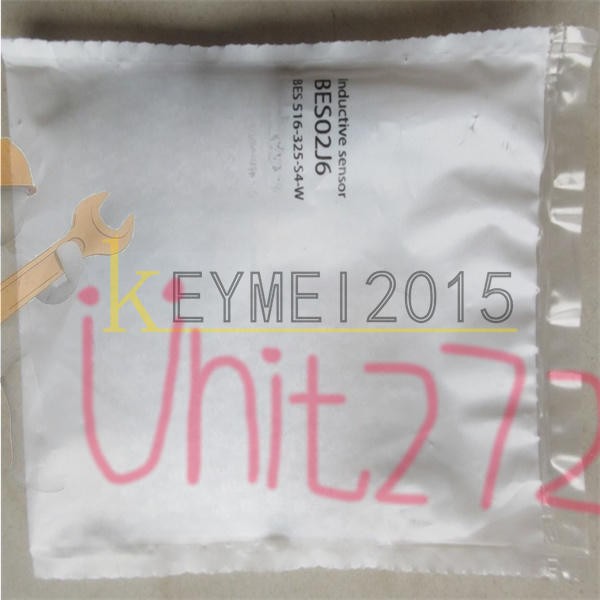 Inductive sensor
BES02J6
BES 516-325-S4-W
KEYMEI2015
Unit272